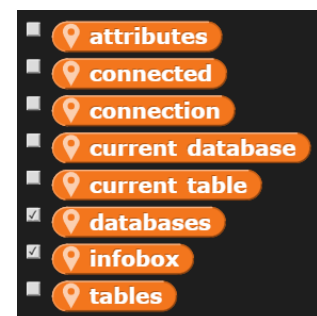 attributes
connected
connection
current database
current table
databases
infobox
tables